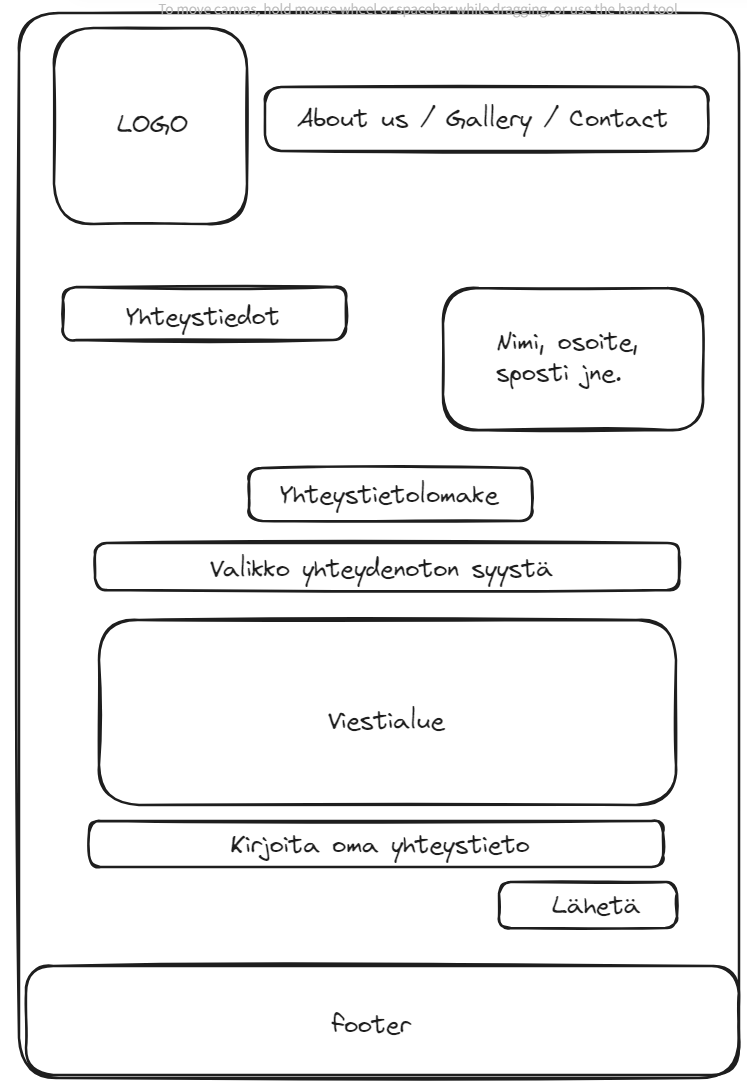 To move canvas, hold mouse wheel or spacebar while dragging, or use the hand tool
LOGO
About us / Gallery / Contact
Yhteystiedot
Nimi, osoite,
sposti jne.
Yhteystietolomake
Valikko yhteydenoton syystä
Viestialue
Kirjoita oma yhteystieto
Lähetä
footer